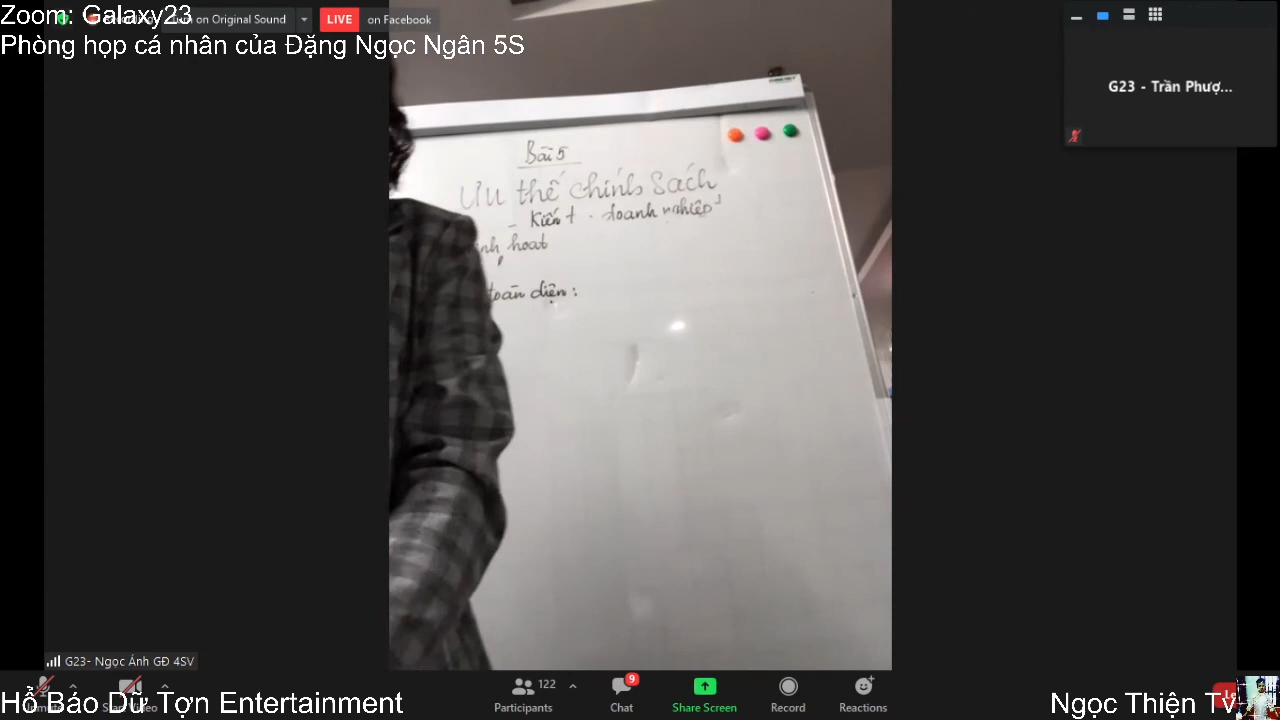 Zoom: Galaxy23
on Original Sound
LIVE
on Facebook
Phòng họp cá nhân của Đặng Ngọc Ngân 5S
G23 - Trần Phượ...
Bài 5
Ưu thế chính sách
- Kiến t . doanh nghiệp
hoạt
toàn diện :
G23- Ngọc Ánh GĐ 4SV
Hổ Báo Dữ Tợn Entertainment
122
Participants
9
Chat
Share Screen
Record
Reactions
Ngọc Thiện Tv